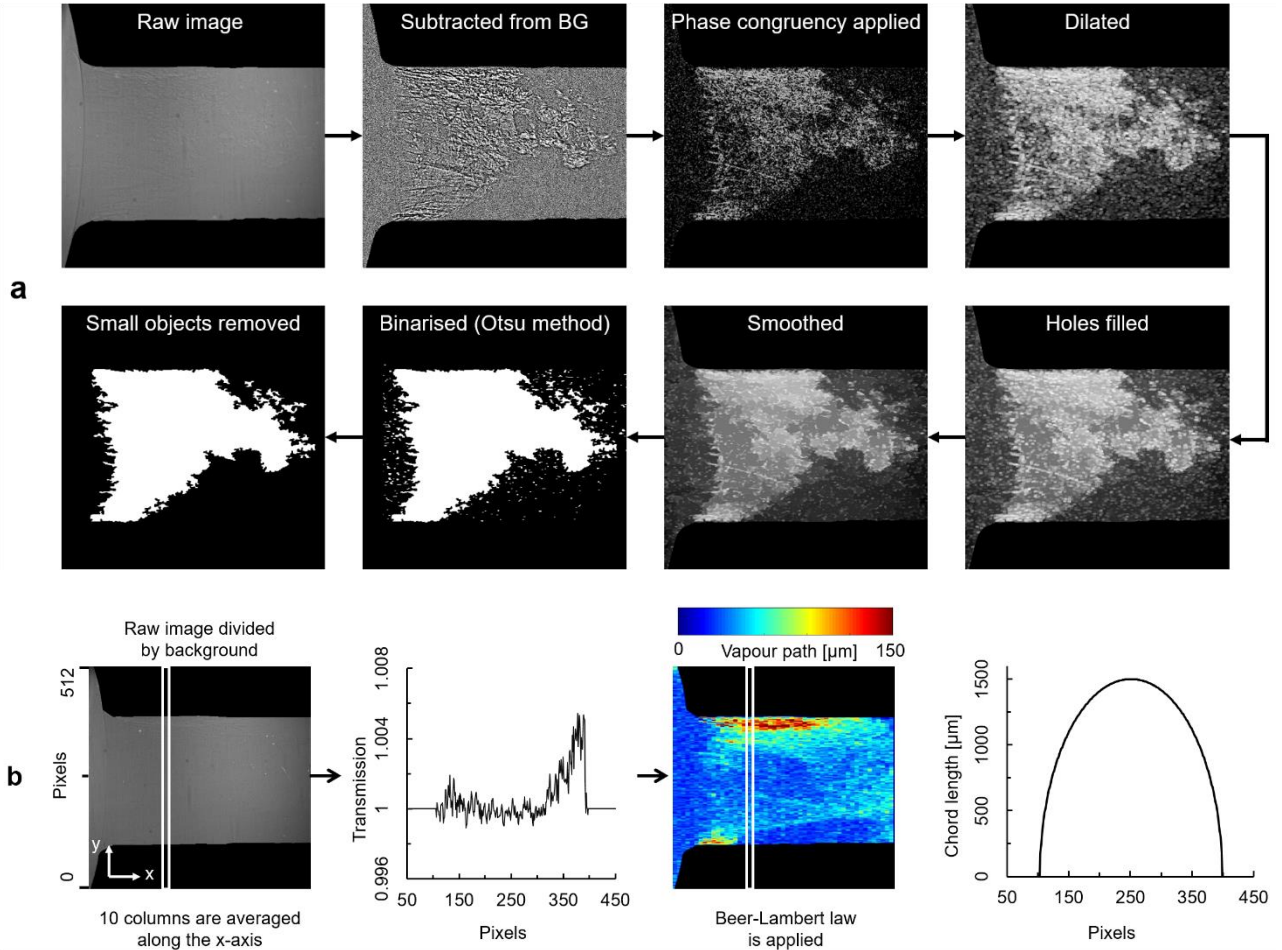 Raw image
Subtracted from BG
Phase congruency applied
Dilated
a
Small objects removed
Binarised (Otsu method)
Smoothed
Holes filled
b
Raw image divided
by background
512
Pixels
0
y
x
10 columns are averaged
along the x-axis
1.008
1.004
1
0.996
Transmission
50
150
250
350
450
Pixels
0
Vapour path [µm]
150
Beer-Lambert law
is applied
1500
1000
500
0
Chord length [µm]
50
150
250
350
450
Pixels